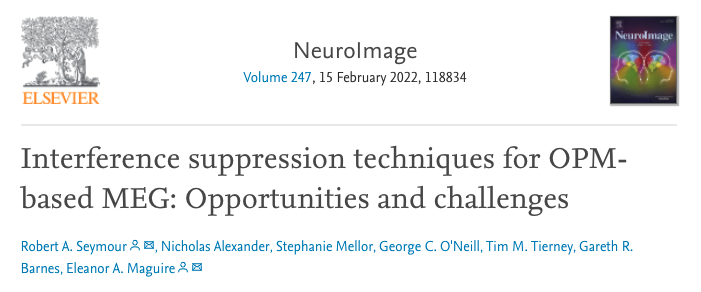 NeuroImage
Volume 247, 15 February 2022, 118834
ELSEVIER
NeuroImage
Interference suppression techniques for OPM-
based MEG: Opportunities and challenges
Robert A. Seymour, Nicholas Alexander, Stephanie Mellor, George C. O'Neill, Tim M. Tierney, Gareth R.
Barnes, Eleanor A. Maguire